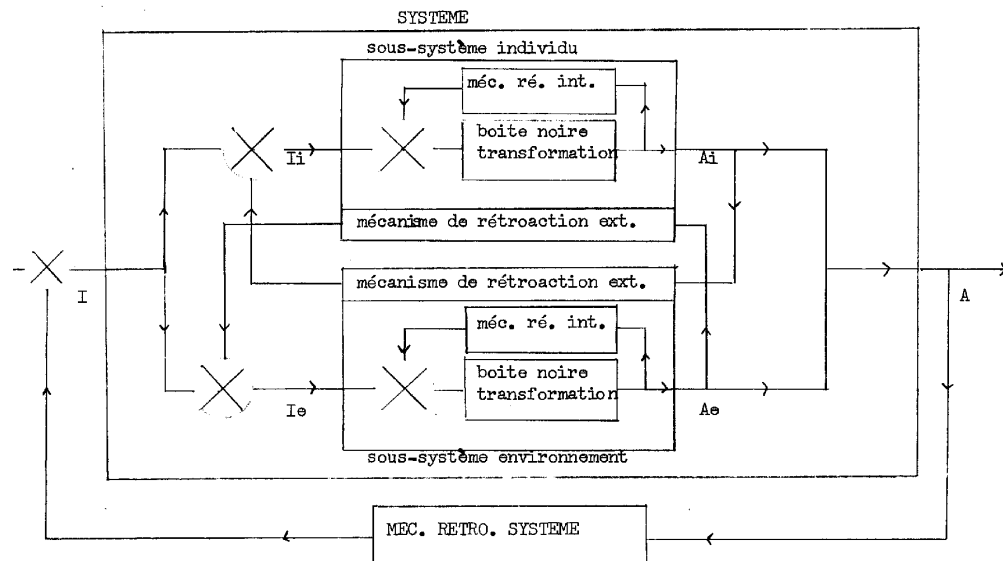 SYSTEME
sous-système individu
méc. ré. int.
boite noire
transformation
Ii
Ai
mécanisme de rétroaction ext.
mécanisme de rétroaction ext.
I
A
méc. ré. int.
boite noire
transformation
Ie
Ae
sous-système environnement
MEC. RETRO. SYSTEME